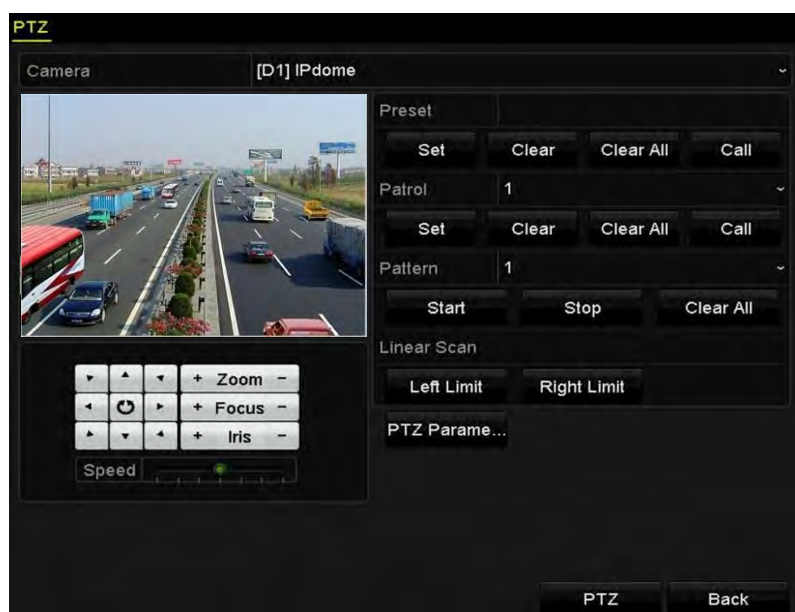 PTZ
Camera [D1] IPdome
Preset
Set Clear Clear All Call
Patrol 1
Set Clear Clear All Call
Pattern 1
Start Stop Clear All
Linear Scan
Left Limit Right Limit
PTZ Parame...
+ Zoom -
+ Focus -
+ Iris -
Speed
PTZ Back